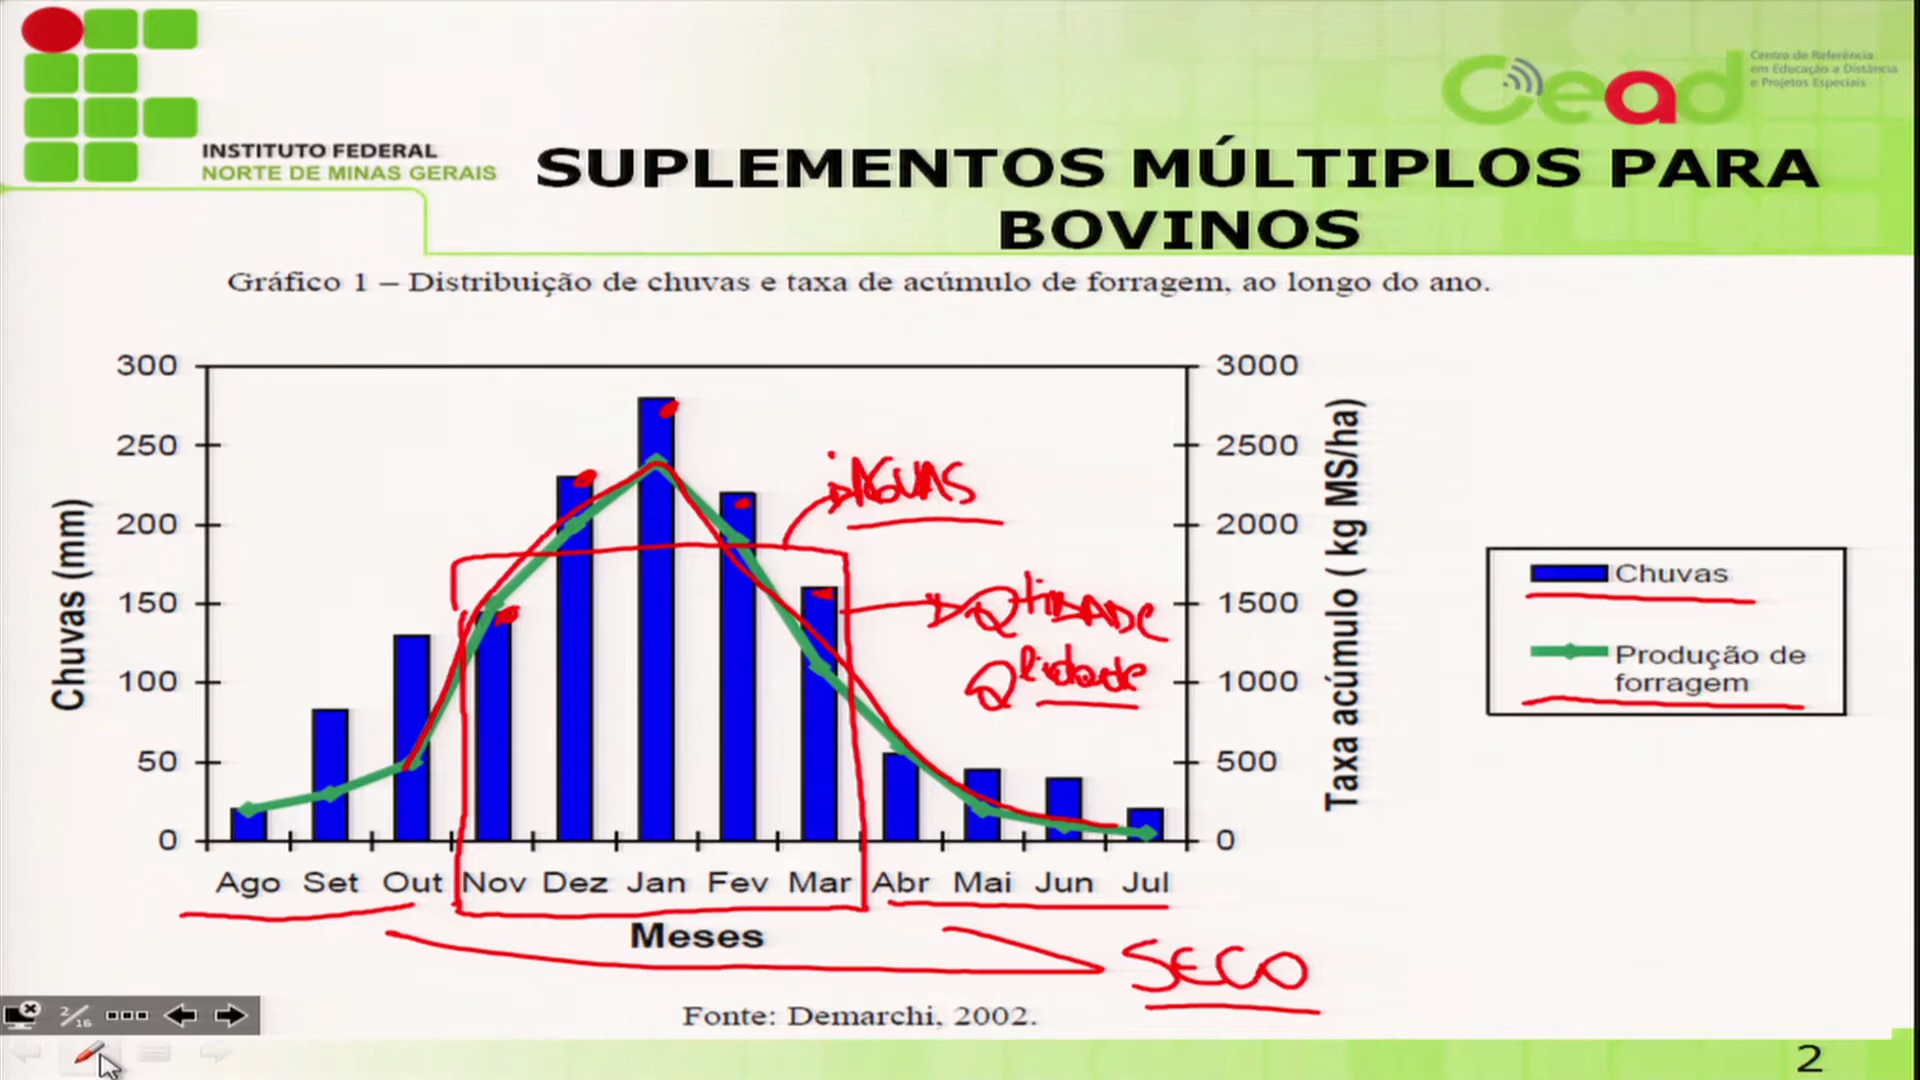 Cead
Centro de Referência
em Educação a Distância
e Projetos Especiais
INSTITUTO FEDERAL
NORTE DE MINAS GERAIS
SUPLEMENTOS MÚLTIPLOS PARA
BOVINOS
Gráfico 1 – Distribuição de chuvas e taxa de acúmulo de forragem, ao longo do ano.
300
250
200
150
100
50
0
Chuvas (mm)
3000
2500
2000
1500
1000
500
0
Taxa acúmulo ( kg MS/ha)
ÁGUAS
QtIDADE
Qlidade
Chuvas
Produção de
forragem
Ago Set Out Nov Dez Jan Fev Mar Abr Mai Jun Jul
Meses
SECO
Fonte: Demarchi, 2002.
2/16
2